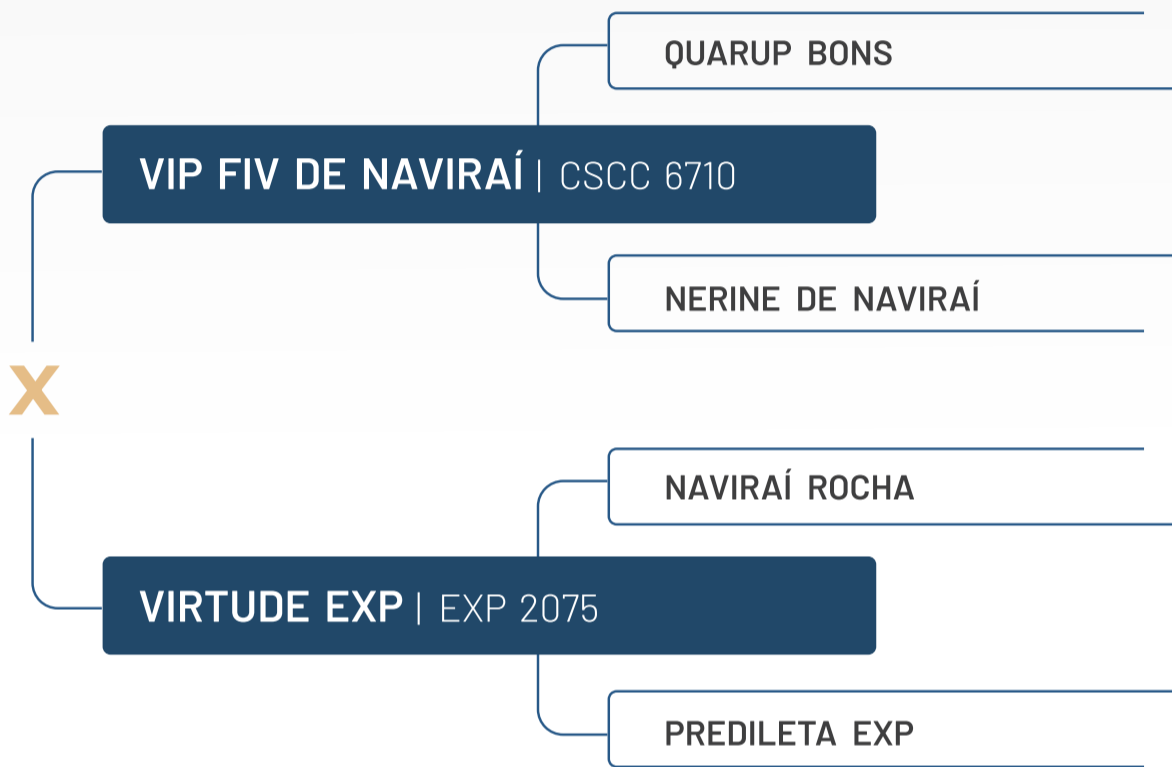 QUARUP BONS
VIP FIV DE NAVIRAÍ | CSCC 6710
NERINE DE NAVIRAÍ
X
NAVIRAÍ ROCHA
VIRTUDE EXP | EXP 2075
PREDILETA EXP